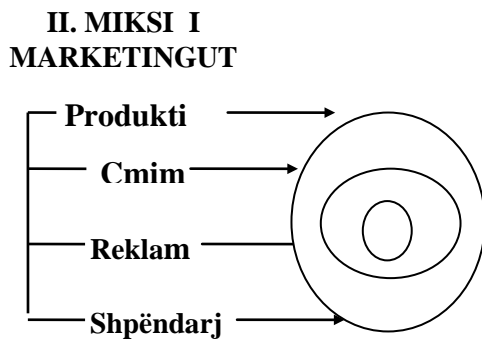 II. MIKSI I
MARKETINGUT
Produkti
Cmim
Reklam
Shpëndarj